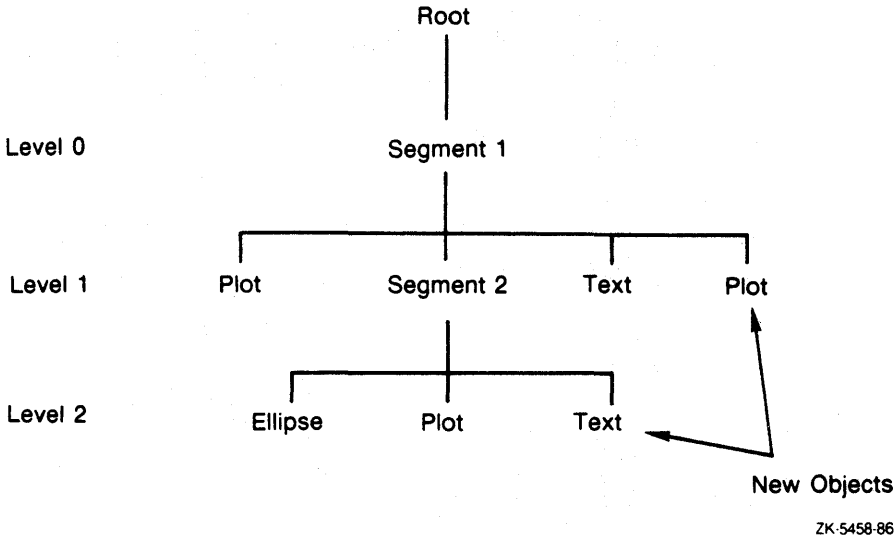 Root
Level 0 Segment 1
Level 1 Plot Segment 2 Text Plot
Level 2 Ellipse Plot Text
New Objects
ZK-5458-86